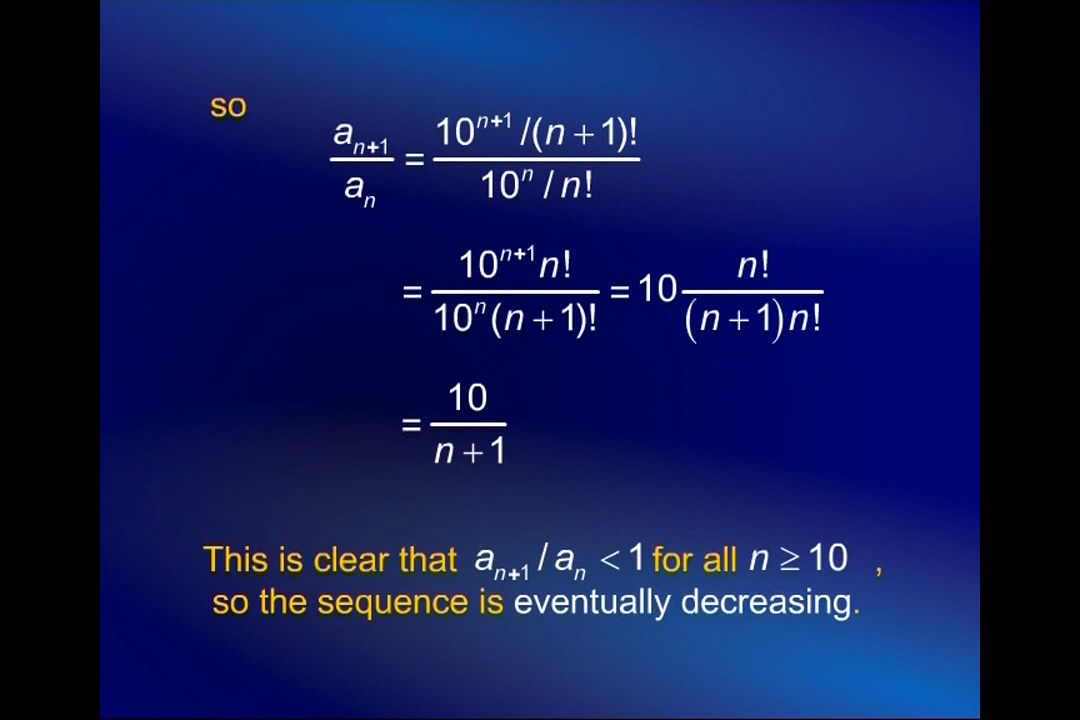 so
a_{n+1} / a_n = (10^{n+1} /(n + 1)!) / (10^n / n!)
= 10^{n+1} n! / 10^n (n + 1)! = 10 n! / (n + 1) n!
= 10 / n + 1
This is clear that a_{n+1} / a_n < 1 for all n ≥ 10 ,
so the sequence is eventually decreasing.